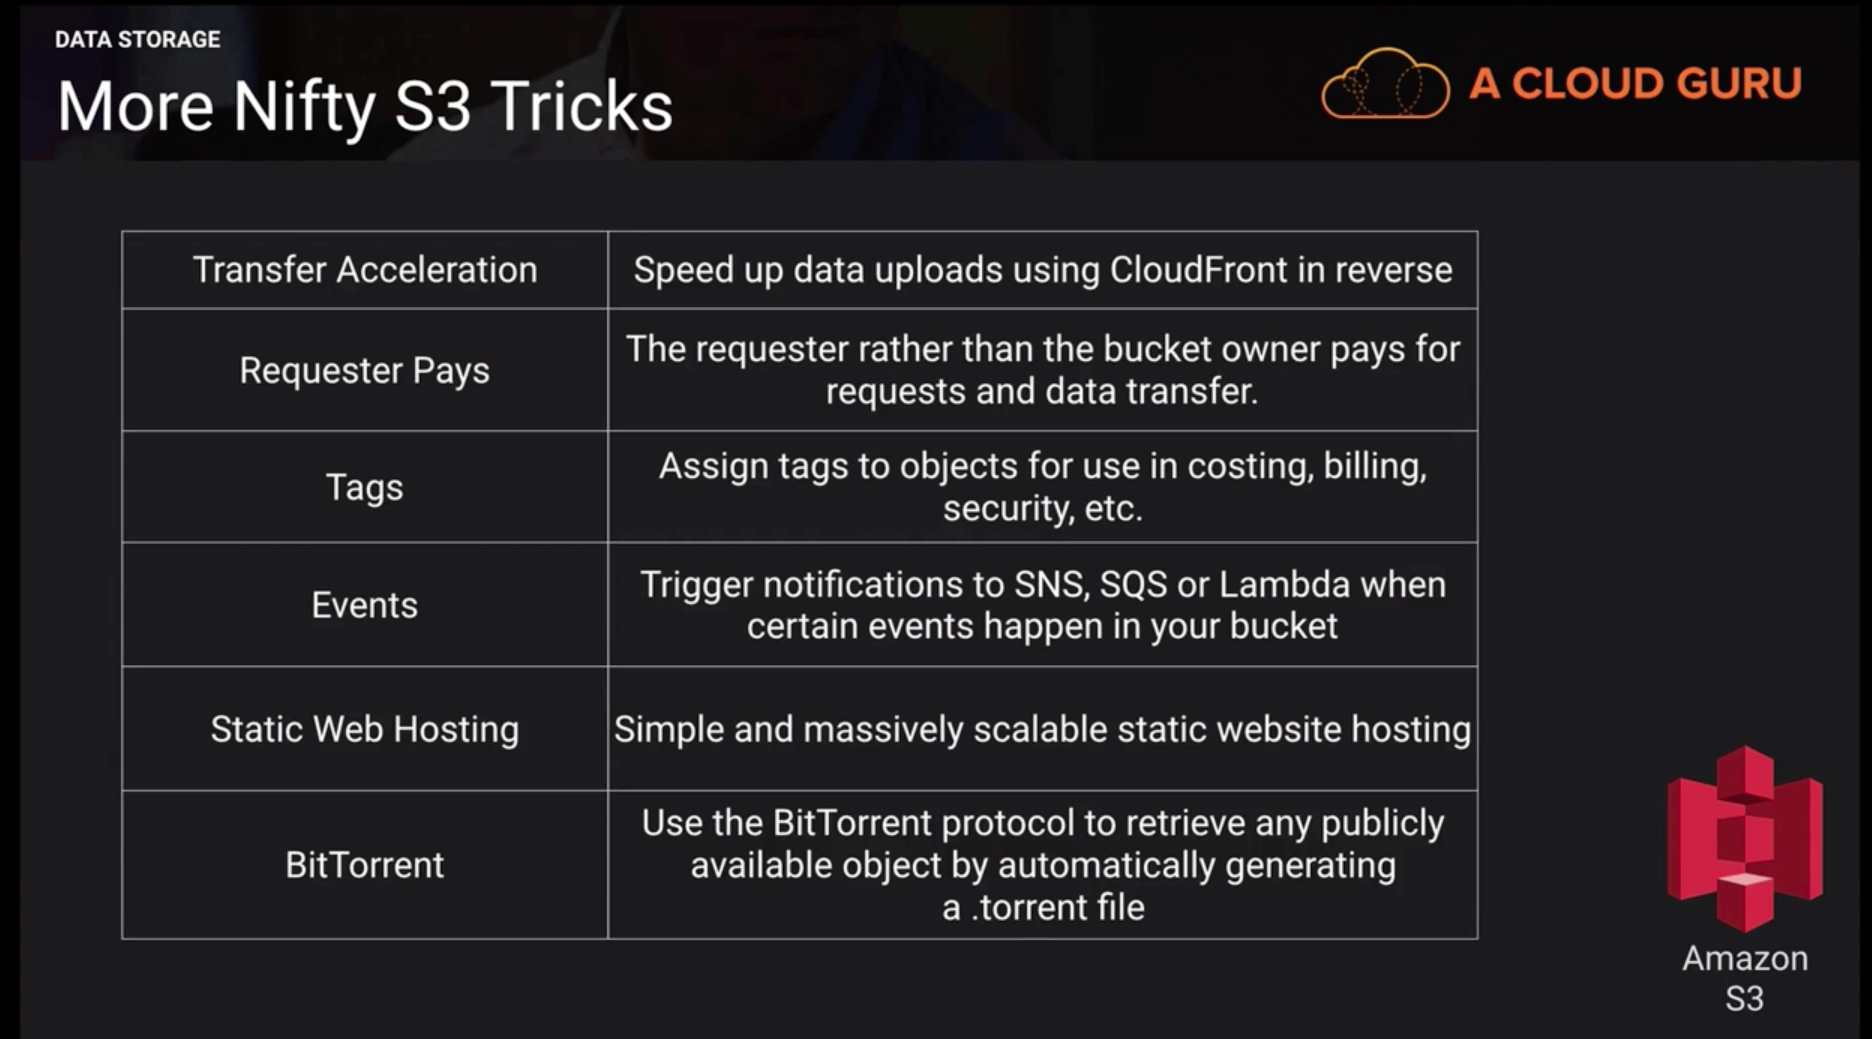 DATA STORAGE
More Nifty S3 Tricks
A CLOUD GURU
Transfer Acceleration
Speed up data uploads using CloudFront in reverse
Requester Pays
The requester rather than the bucket owner pays for
requests and data transfer.
Tags
Assign tags to objects for use in costing, billing,
security, etc.
Events
Trigger notifications to SNS, SQS or Lambda when
certain events happen in your bucket
Static Web Hosting
Simple and massively scalable static website hosting
BitTorrent
Use the BitTorrent protocol to retrieve any publicly
available object by automatically generating
a .torrent file
Amazon
S3